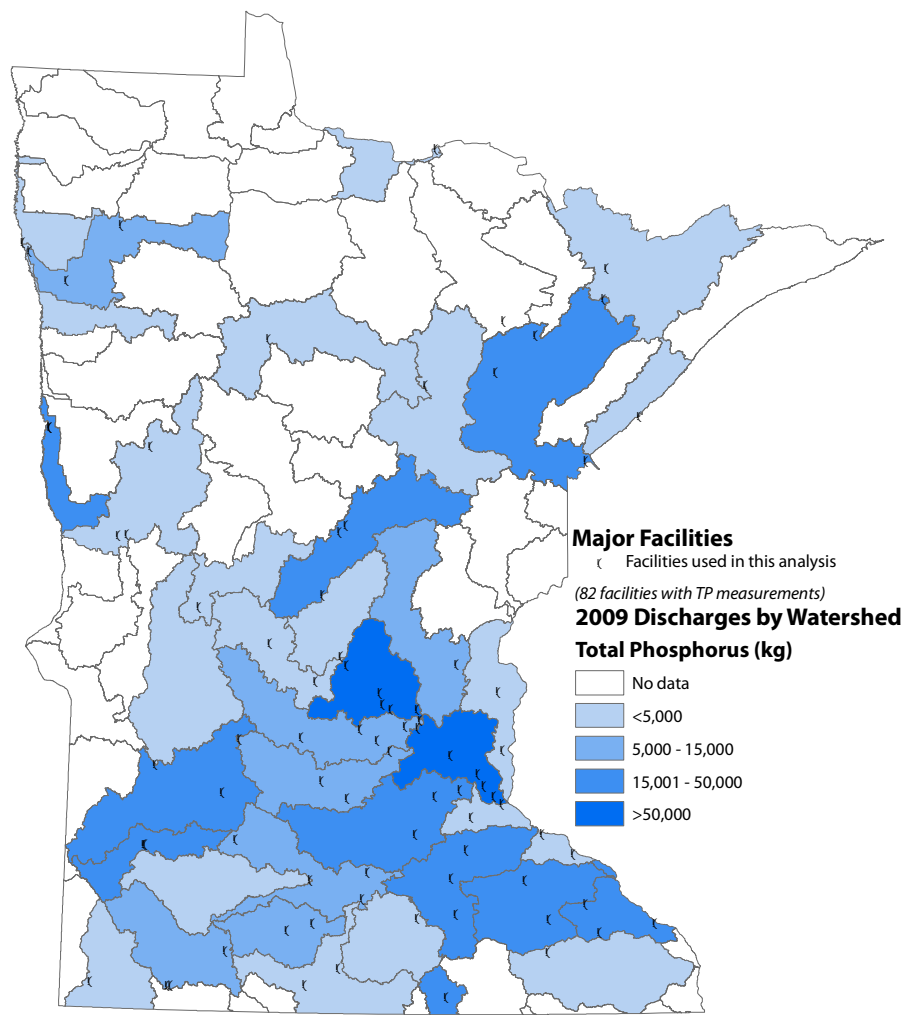 Major Facilities
Facilities used in this analysis
(82 facilities with TP measurements)
2009 Discharges by Watershed
Total Phosphorus (kg)
No data
<5,000
5,000 - 15,000
15,001 - 50,000
>50,000